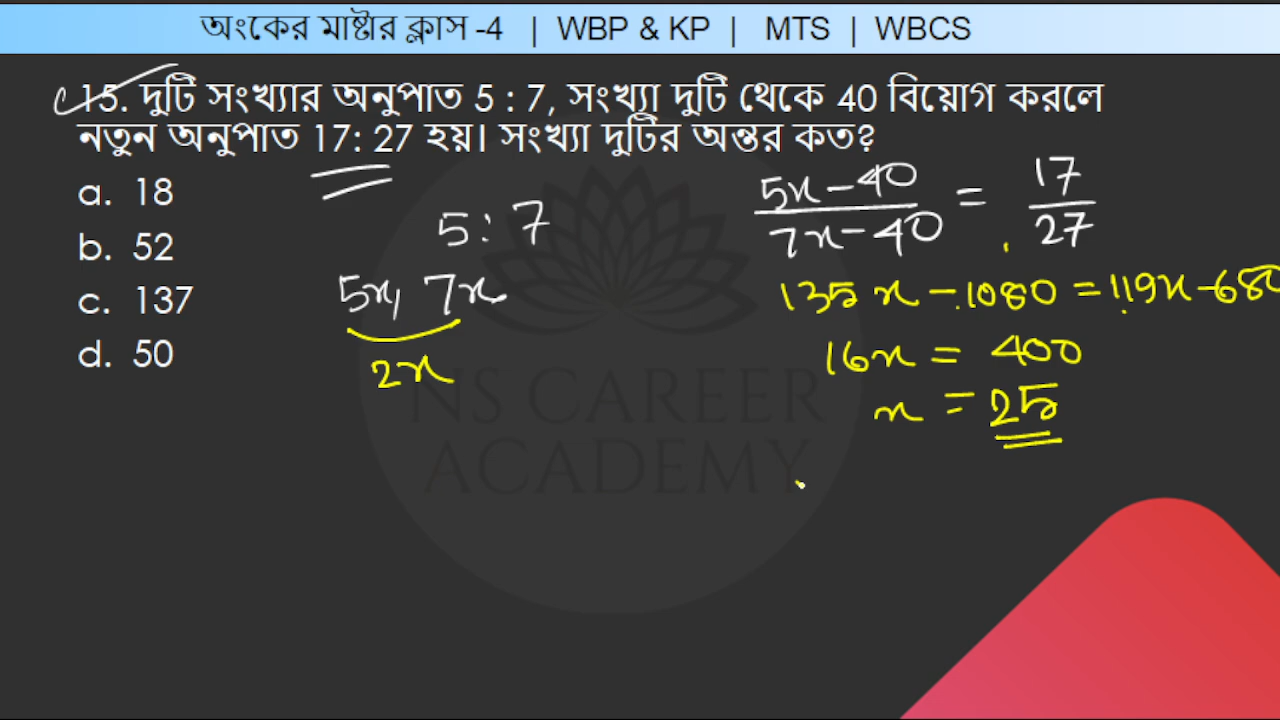 অংকের মাষ্টার ক্লাস -4 | WBP & KP | MTS | WBCS
15. দুটি সংখ্যার অনুপাত 5 : 7, সংখ্যা দুটি থেকে 40 বিয়োগ করলে
নতুন অনুপাত 17: 27 হয়। সংখ্যা দুটির অন্তর কত?
a. 18
b. 52
c. 137
d. 50
5 : 7
5x, 7x
2x
5x - 40 / 7x - 40 = 17 / 27
135x - 1080 = 119x - 680
16x = 400
x = 25
NS CAREER
ACADEMY